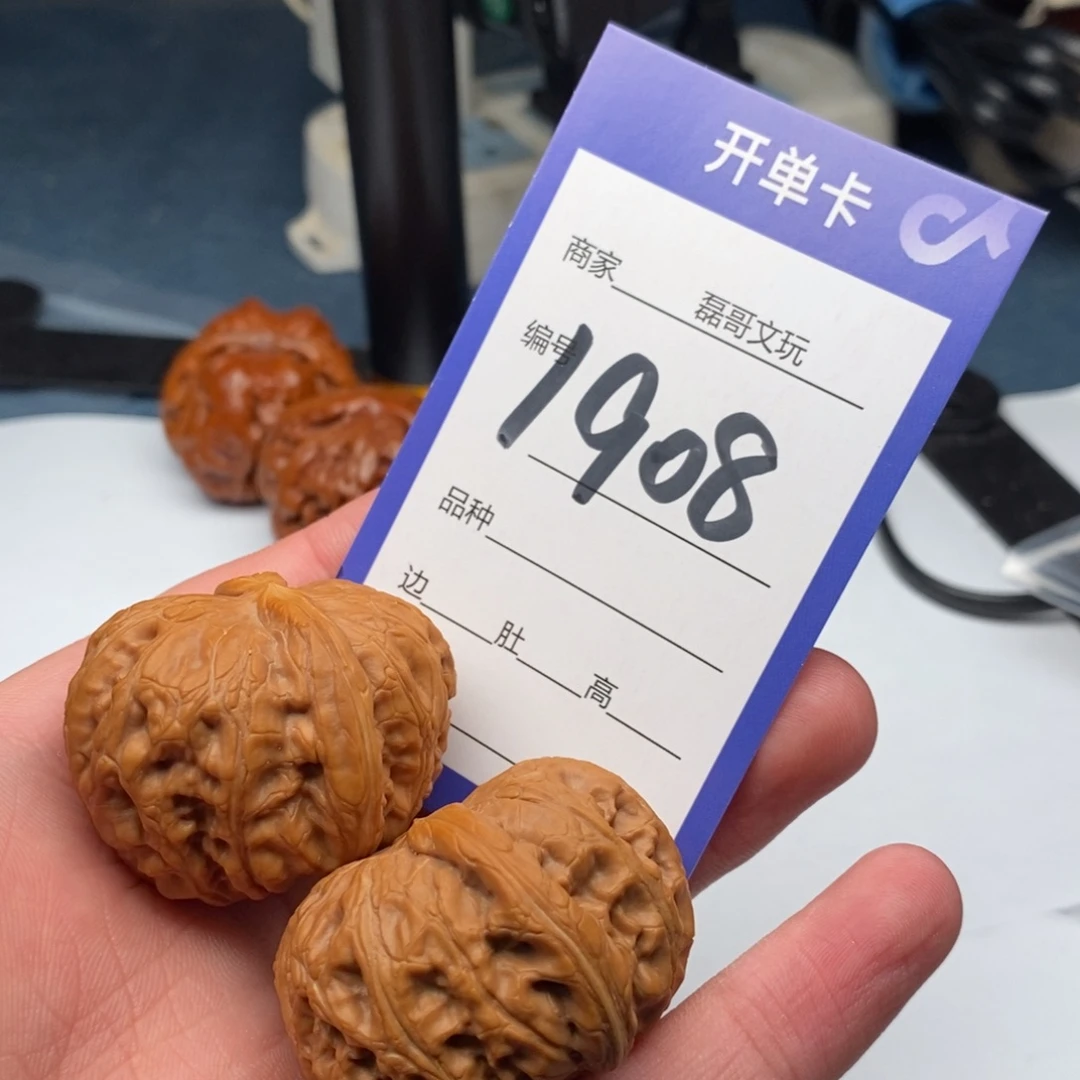 开单卡
商家 磊哥文玩
编号 1908
品种
边 肚 高